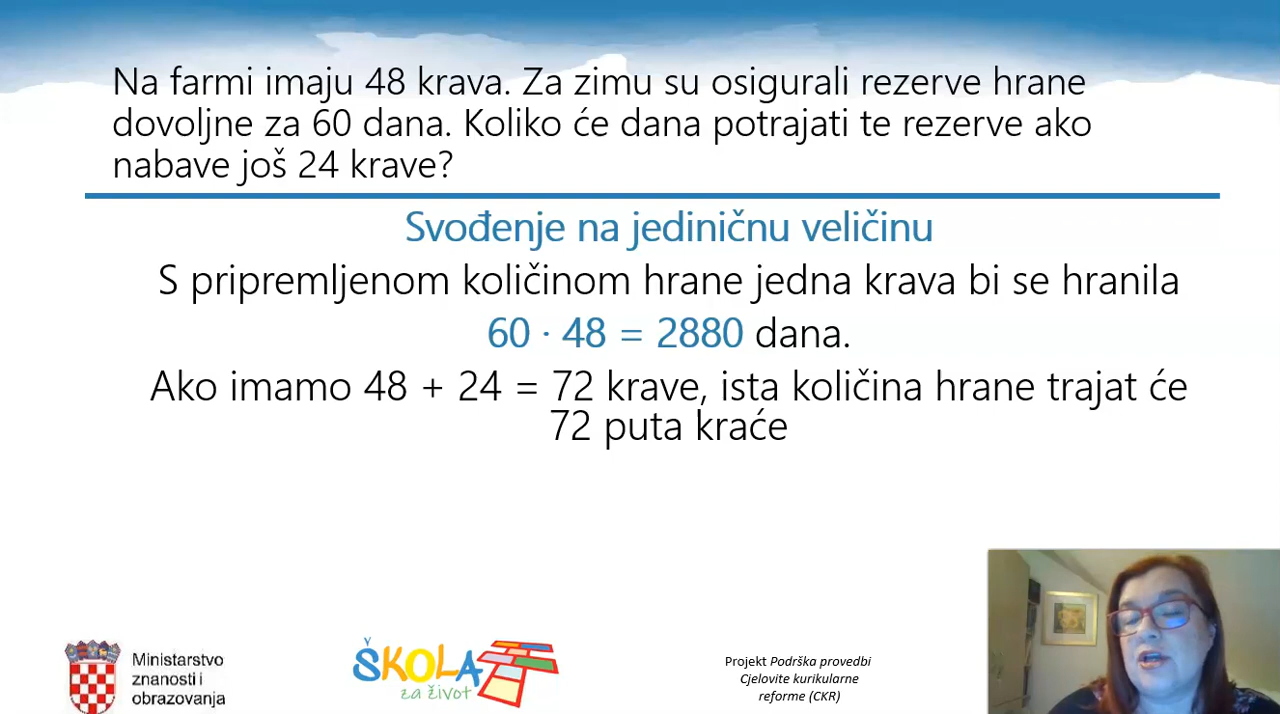 Na farmi imaju 48 krava. Za zimu su osigurali rezerve hrane
dovoljne za 60 dana. Koliko će dana potrajati te rezerve ako
nabave još 24 krave?
Svođenje na jediničnu veličinu
S pripremljenom količinom hrane jedna krava bi se hranila
60 · 48 = 2880 dana.
Ako imamo 48 + 24 = 72 krave, ista količina hrane trajat će
72 puta kraće
Ministarstvo
znanosti i
obrazovanja
ŠKOLA
za život
Projekt Podrška provedbi
Cjelovite kurikularne
reforme (CKR)